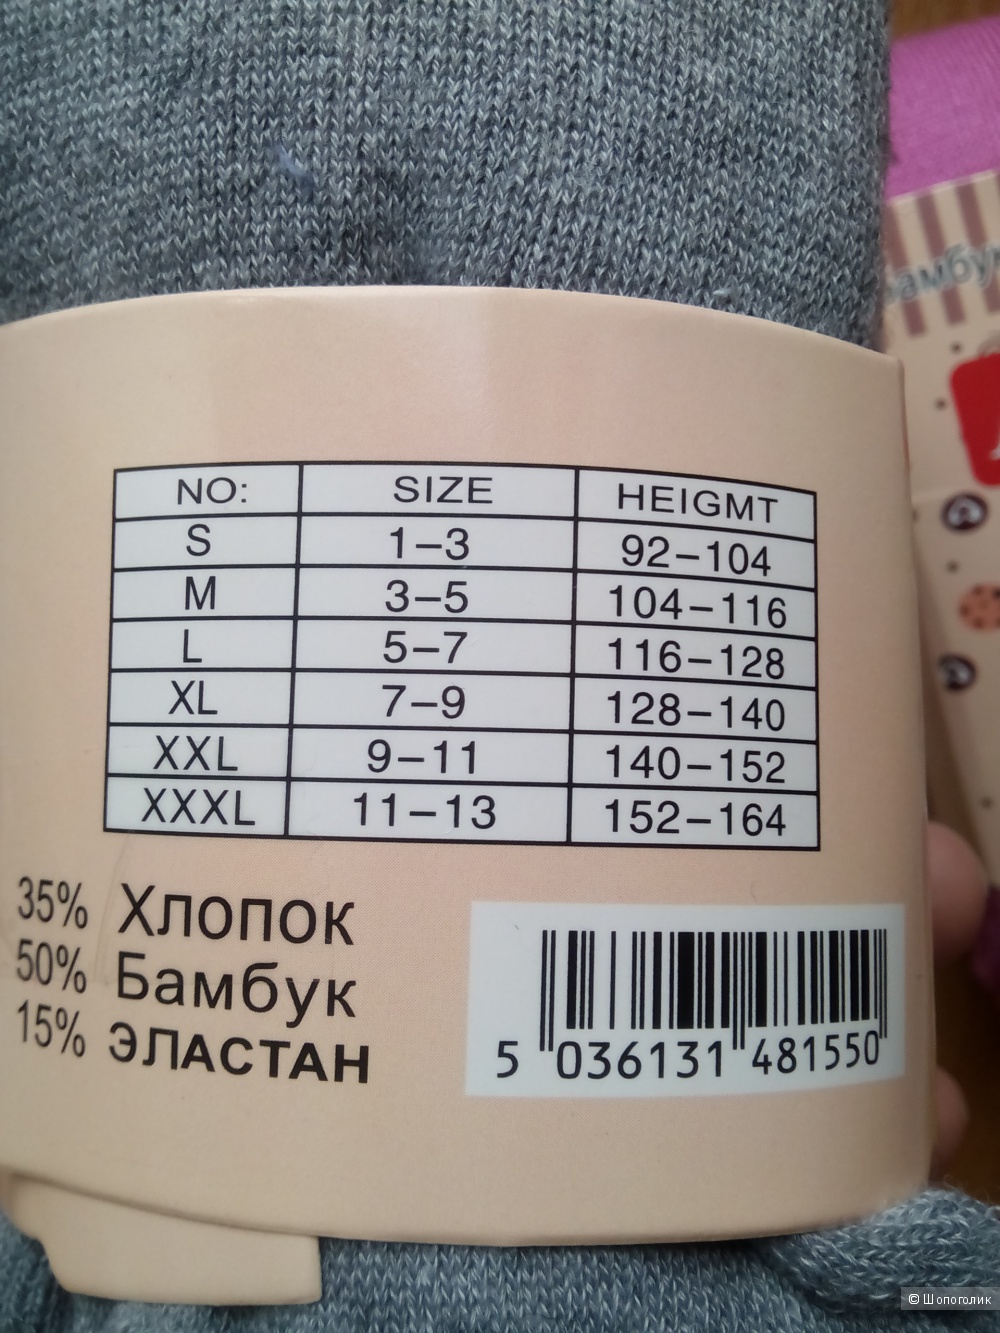 Бамбук
NO: SIZE HEIGMT
S 1–3 92–104
M 3–5 104–116
L 5–7 116–128
XL 7–9 128–140
XXL 9–11 140–152
XXXL 11–13 152–164
35% Хлопок
50% Бамбук
15% ЭЛАСТАН
5 036131 481550
© Шопоголик